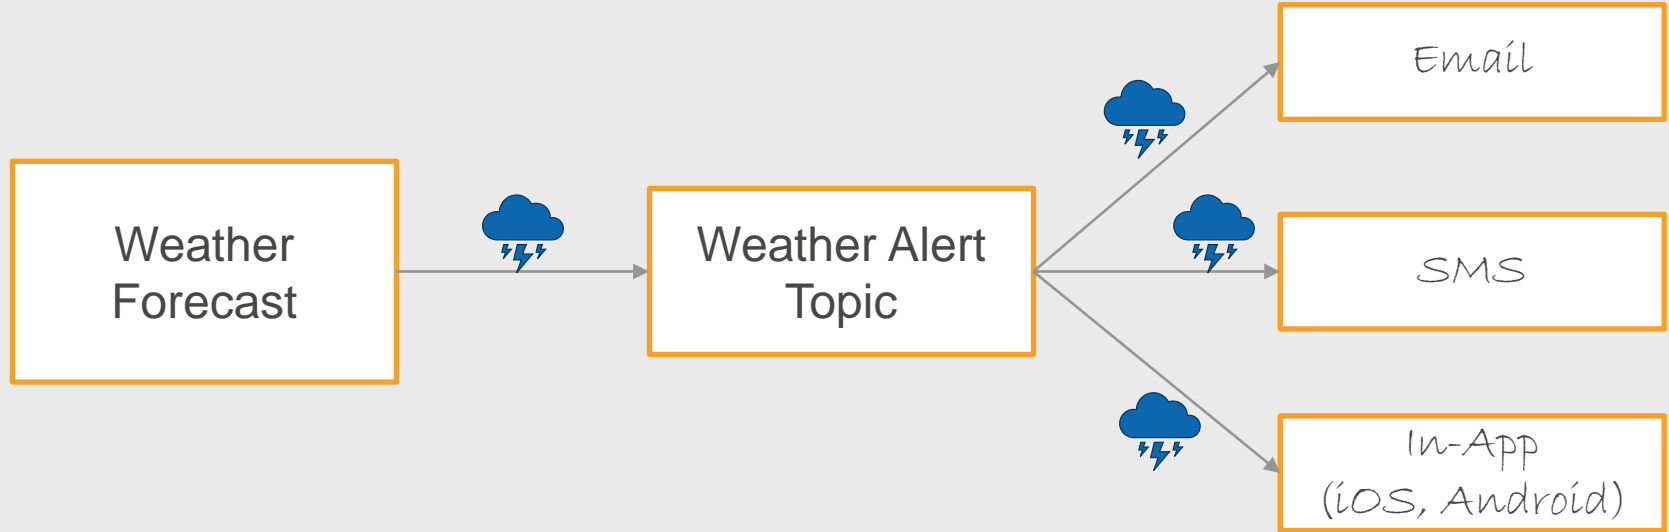 Weather
Forecast
Weather Alert
Topic
Email
SMS
In-App
(iOS, Android)